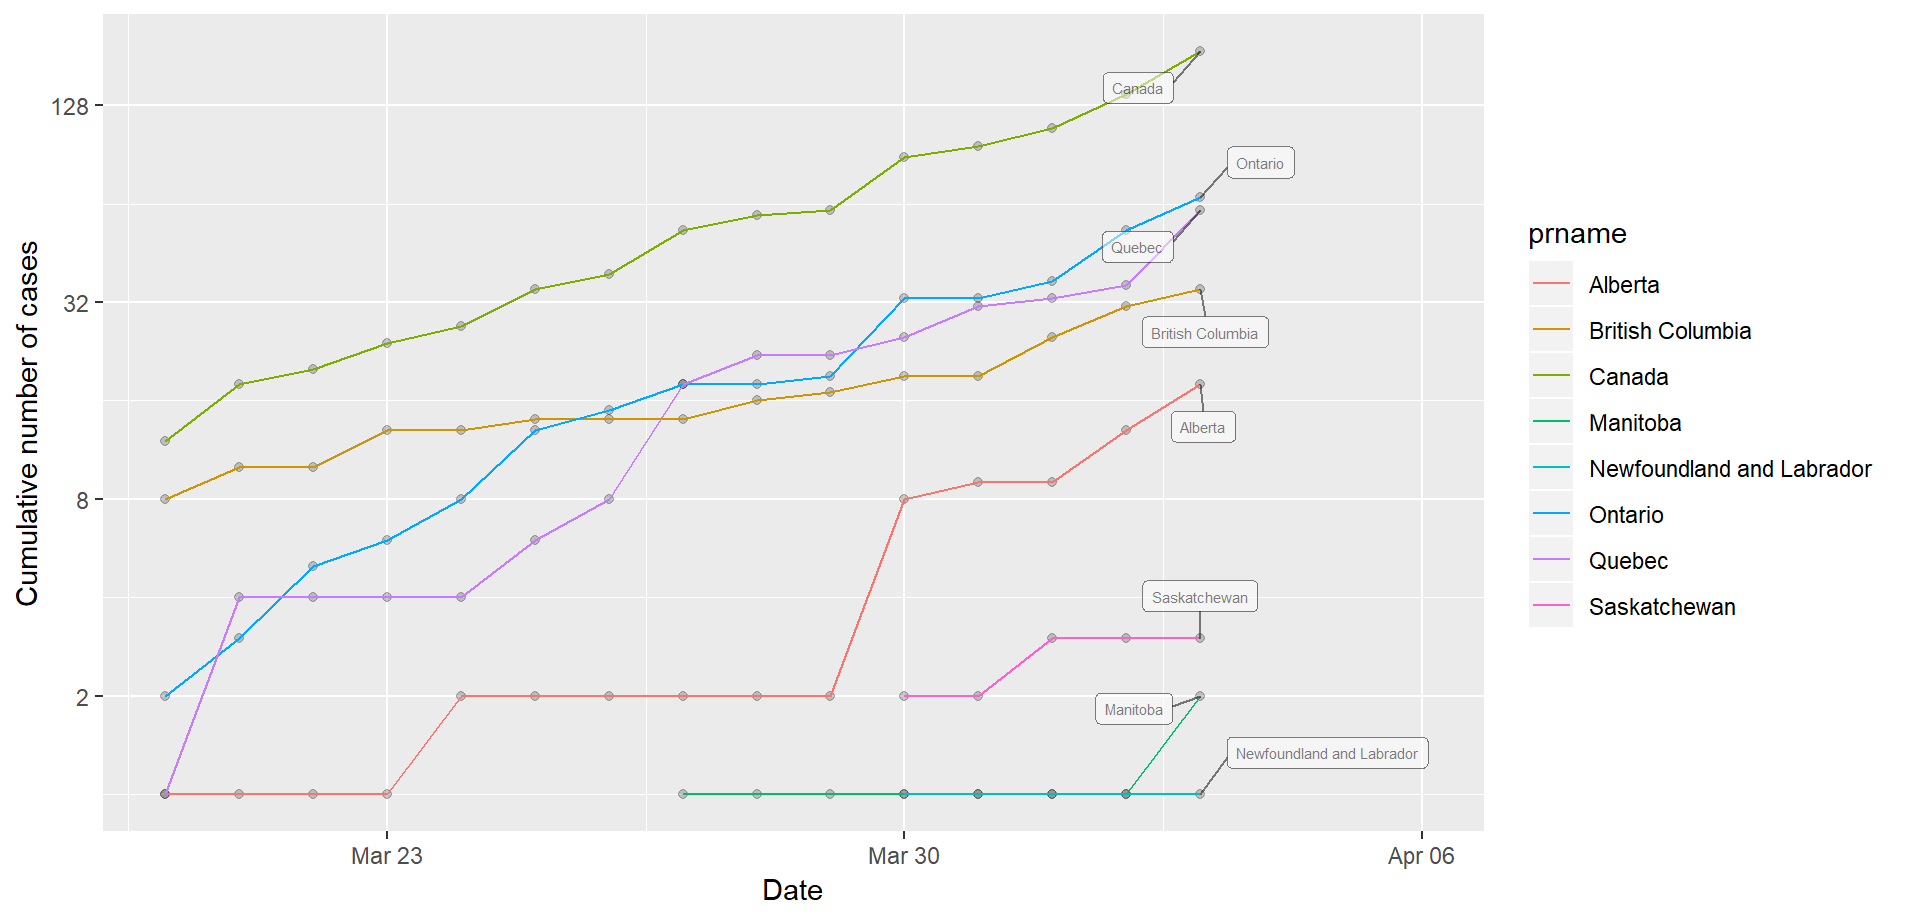 Cumulative number of cases
128
32
8
2
Canada
Ontario
Quebec
British Columbia
Alberta
Saskatchewan
Manitoba
Newfoundland and Labrador
Mar 23
Mar 30
Apr 06
Date
prname
Alberta
British Columbia
Canada
Manitoba
Newfoundland and Labrador
Ontario
Quebec
Saskatchewan